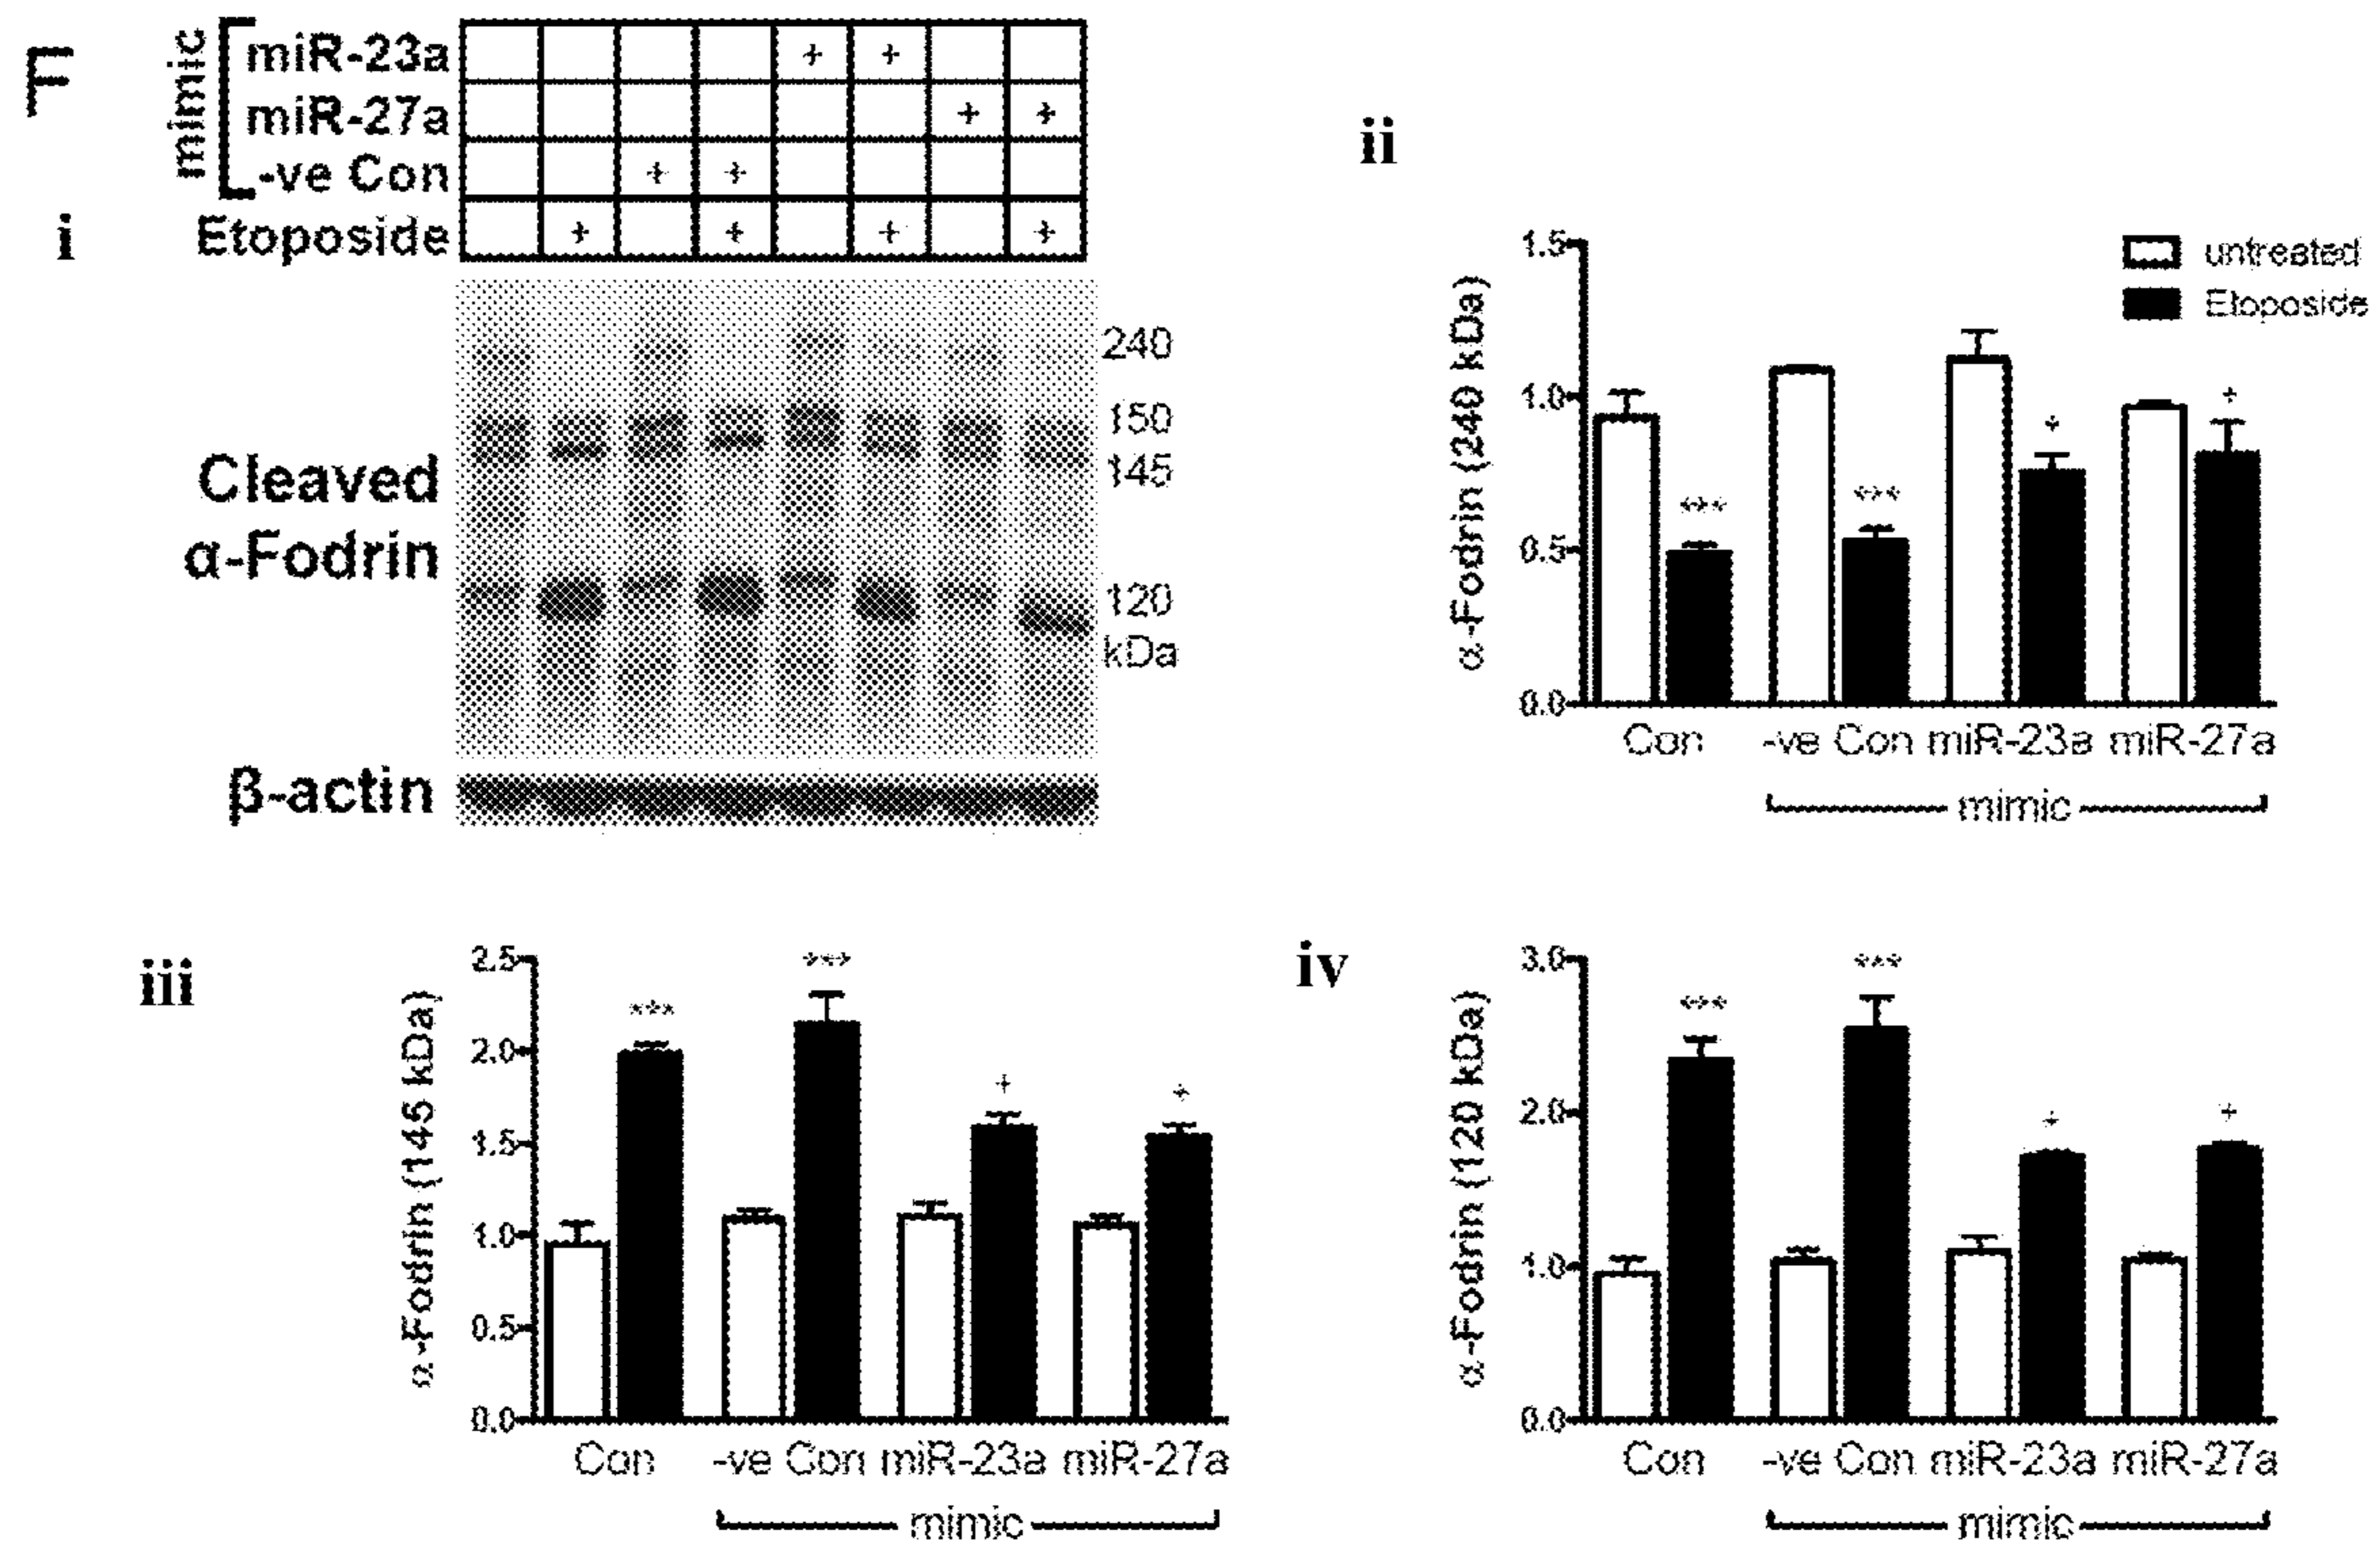 F
mimic
miR-23a + +
miR-27a + +
-ve Con + +
i
Etoposide + + + +
240
150
145
120
kDa
Cleaved
α-Fodrin
β-actin
ii
untreated
Etoposide
α-Fodrin (240 kDa)
1.5
1.0
0.5
0.0
***
***
+
+
Con -ve Con miR-23a miR-27a
mimic
iii
α-Fodrin (145 kDa)
2.5
2.0
1.5
1.0
0.5
0.0
***
***
+
+
Con -ve Con miR-23a miR-27a
mimic
iv
α-Fodrin (120 kDa)
3.0
2.0
1.0
0.0
***
***
+
+
Con -ve Con miR-23a miR-27a
mimic